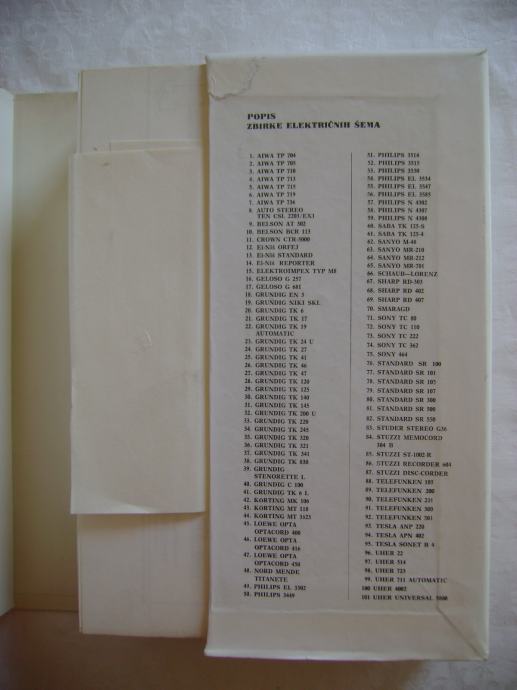 POPIS
ZBIRKE ELEKTRIČNIH ŠEMA
1. AIWA TP 704
2. AIWA TP 705
3. AIWA TP 710
4. AIWA TP 713
5. AIWA TP 715
6. AIWA TP 719
7. AIWA TP 736
8. AUTO STEREO
TEN CSL 2203/EX1
9. BELSON AT 302
10. BELSON BCR 113
11. CROWN CTR-5000
12. Ei-Niš ORFEJ
13. Ei-Niš STANDARD
14. Ei-Niš REPORTER
15. ELEKTROIMPEX TYP M8
16. GELOSO G 257
17. GELOSO G 681
18. GRUNDIG EN 3
19. GRUNDIG NIKI SKL
20. GRUNDIG TK 6
21. GRUNDIG TK 17
22. GRUNDIG TK 19
AUTOMATIC
23. GRUNDIG TK 24 U
24. GRUNDIG TK 27
25. GRUNDIG TK 41
26. GRUNDIG TK 46
27. GRUNDIG TK 47
28. GRUNDIG TK 120
29. GRUNDIG TK 125
30. GRUNDIG TK 140
31. GRUNDIG TK 145
32. GRUNDIG TK 200 U
33. GRUNDIG TK 220
34. GRUNDIG TK 245
35. GRUNDIG TK 320
36. GRUNDIG TK 321
37. GRUNDIG TK 341
38. GRUNDIG TK 830
39. GRUNDIG
STENORETTE L
40. GRUNDIG C 100
41. GRUNDIG TK 6 L
42. KORTING MK 106
43. KORTING MT 118
44. KORTING MT 3323
45. LOEWE OPTA
OPTACORD 400
46. LOEWE OPTA
OPTACORD 416
47. LOEWE OPTA
OPTACORD 450
48. NORD MENDE
TITANETE
49. PHILIPS EL 3302
50. PHILIPS 3469
51. PHILIPS 3514
52. PHILIPS 3515
53. PHILIPS 3530
54. PHILIPS EL 3534
55. PHILIPS EL 3547
56. PHILIPS EL 3585
57. PHILIPS N 4302
58. PHILIPS N 4307
59. PHILIPS N 4308
60. SABA TK 125-S
61. SABA TK 125-4
62. SANYO M-48
63. SANYO MR-210
64. SANYO MR-212
65. SANYO MR-701
66. SCHAUB—LORENZ
67. SHARP RD-303
68. SHARP RD 402
69. SHARP RD 407
70. SMARAGD
71. SONY TC 80
72. SONY TC 110
73. SONY TC 222
74. SONY TC 362
75. SONY 464
76. STANDARD SR 100
77. STANDARD SR 101
78. STANDARD SR 105
79. STANDARD SR 107
80. STANDARD SR 300
81. STANDARD SR 500
82. STANDARD SR 550
83. STUDER STEREO G36
84. STUZZI MEMOCORD
304 B
85. STUZZI ST-1002-R
86. STUZZI RECORDER 604
87. STUZZI DISC-CORDER
88. TELEFUNKEN 105
89. TELEFUNKEN 200
90. TELEFUNKEN 211
91. TELEFUNKEN 300
92. TELEFUNKEN 501
93. TESLA ANP 220
94. TESLA APN 402
95. TESLA SONET B 4
96. UHER 22
97. UHER 514
98. UHER 723
99. UHER 711 AUTOMATIC
100 UHER 4002
101 UHER UNIVERSAL 5000